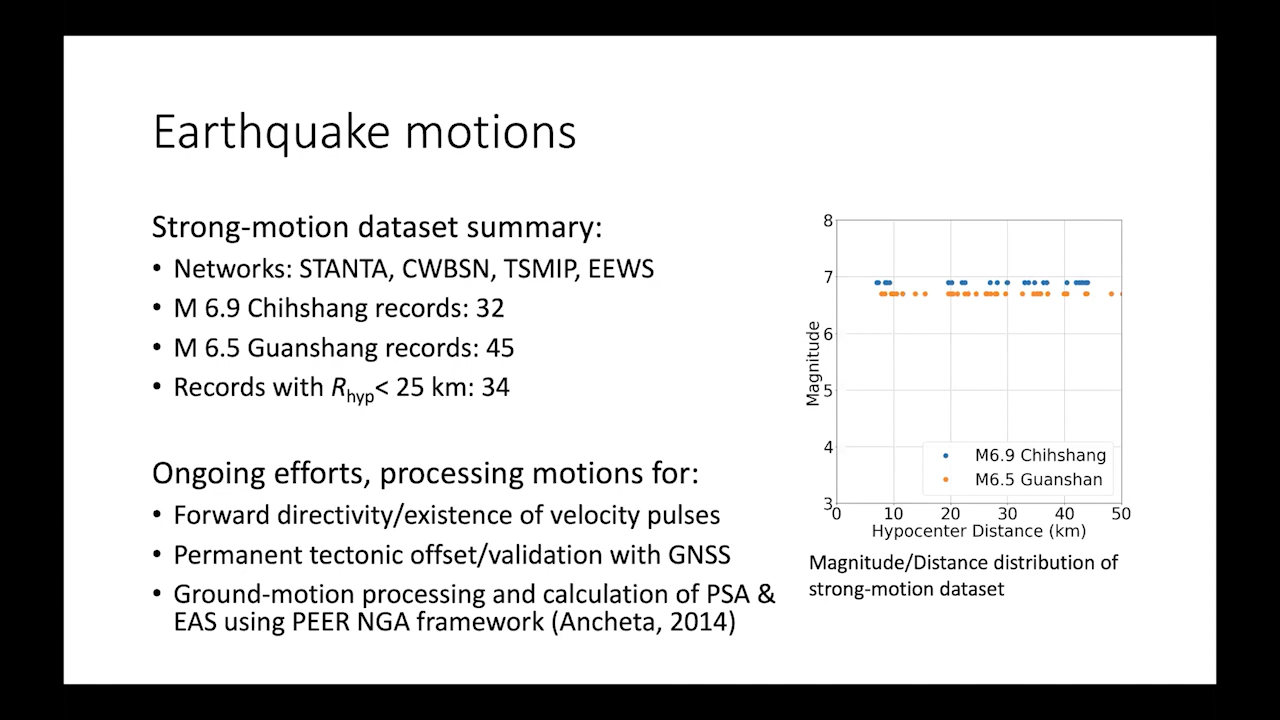 Earthquake motions
Strong-motion dataset summary:
• Networks: STANTA, CWBSN, TSMIP, EEWS
• M 6.9 Chihshang records: 32
• M 6.5 Guanshang records: 45
• Records with Rhyp< 25 km: 34
Ongoing efforts, processing motions for:
• Forward directivity/existence of velocity pulses
• Permanent tectonic offset/validation with GNSS
• Ground-motion processing and calculation of PSA &
EAS using PEER NGA framework (Ancheta, 2014)
8
7
6
5
4
3
Magnitude
M6.9 Chihshang
M6.5 Guanshan
0 10 20 30 40 50
Hypocenter Distance (km)
Magnitude/Distance distribution of
strong-motion dataset